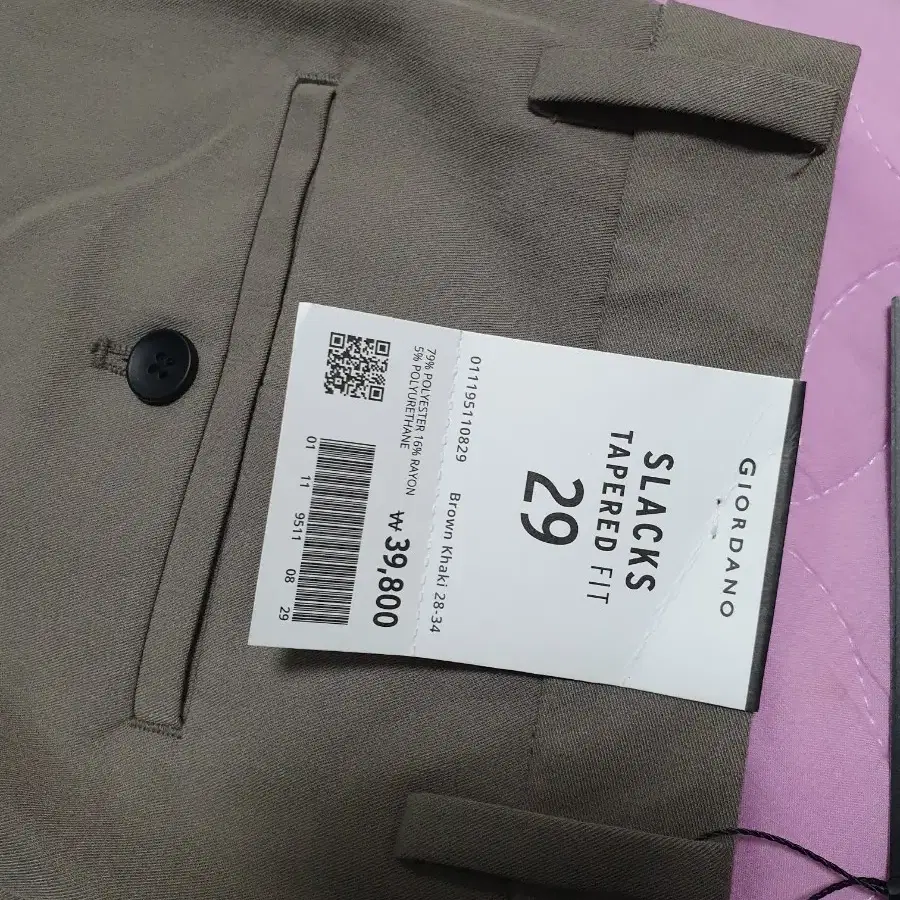 GIORDANO
SLACKS
TAPERED FIT
29
011195110829
Brown Khaki 28-34
79% POLYESTER 16% RAYON
5% POLYURETHANE
₩39,800
01 11 9511 08 29